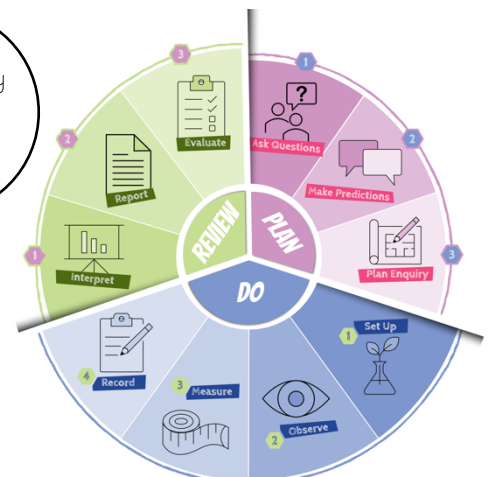 y
3
1
?
Evaluate
Ask Questions
2
2
Report
Make Predictions
REVIEW
PLAN
1
3
Interpret
Plan Enquiry
DO
Set Up
1
4
Record
3
Measure
2
Observe